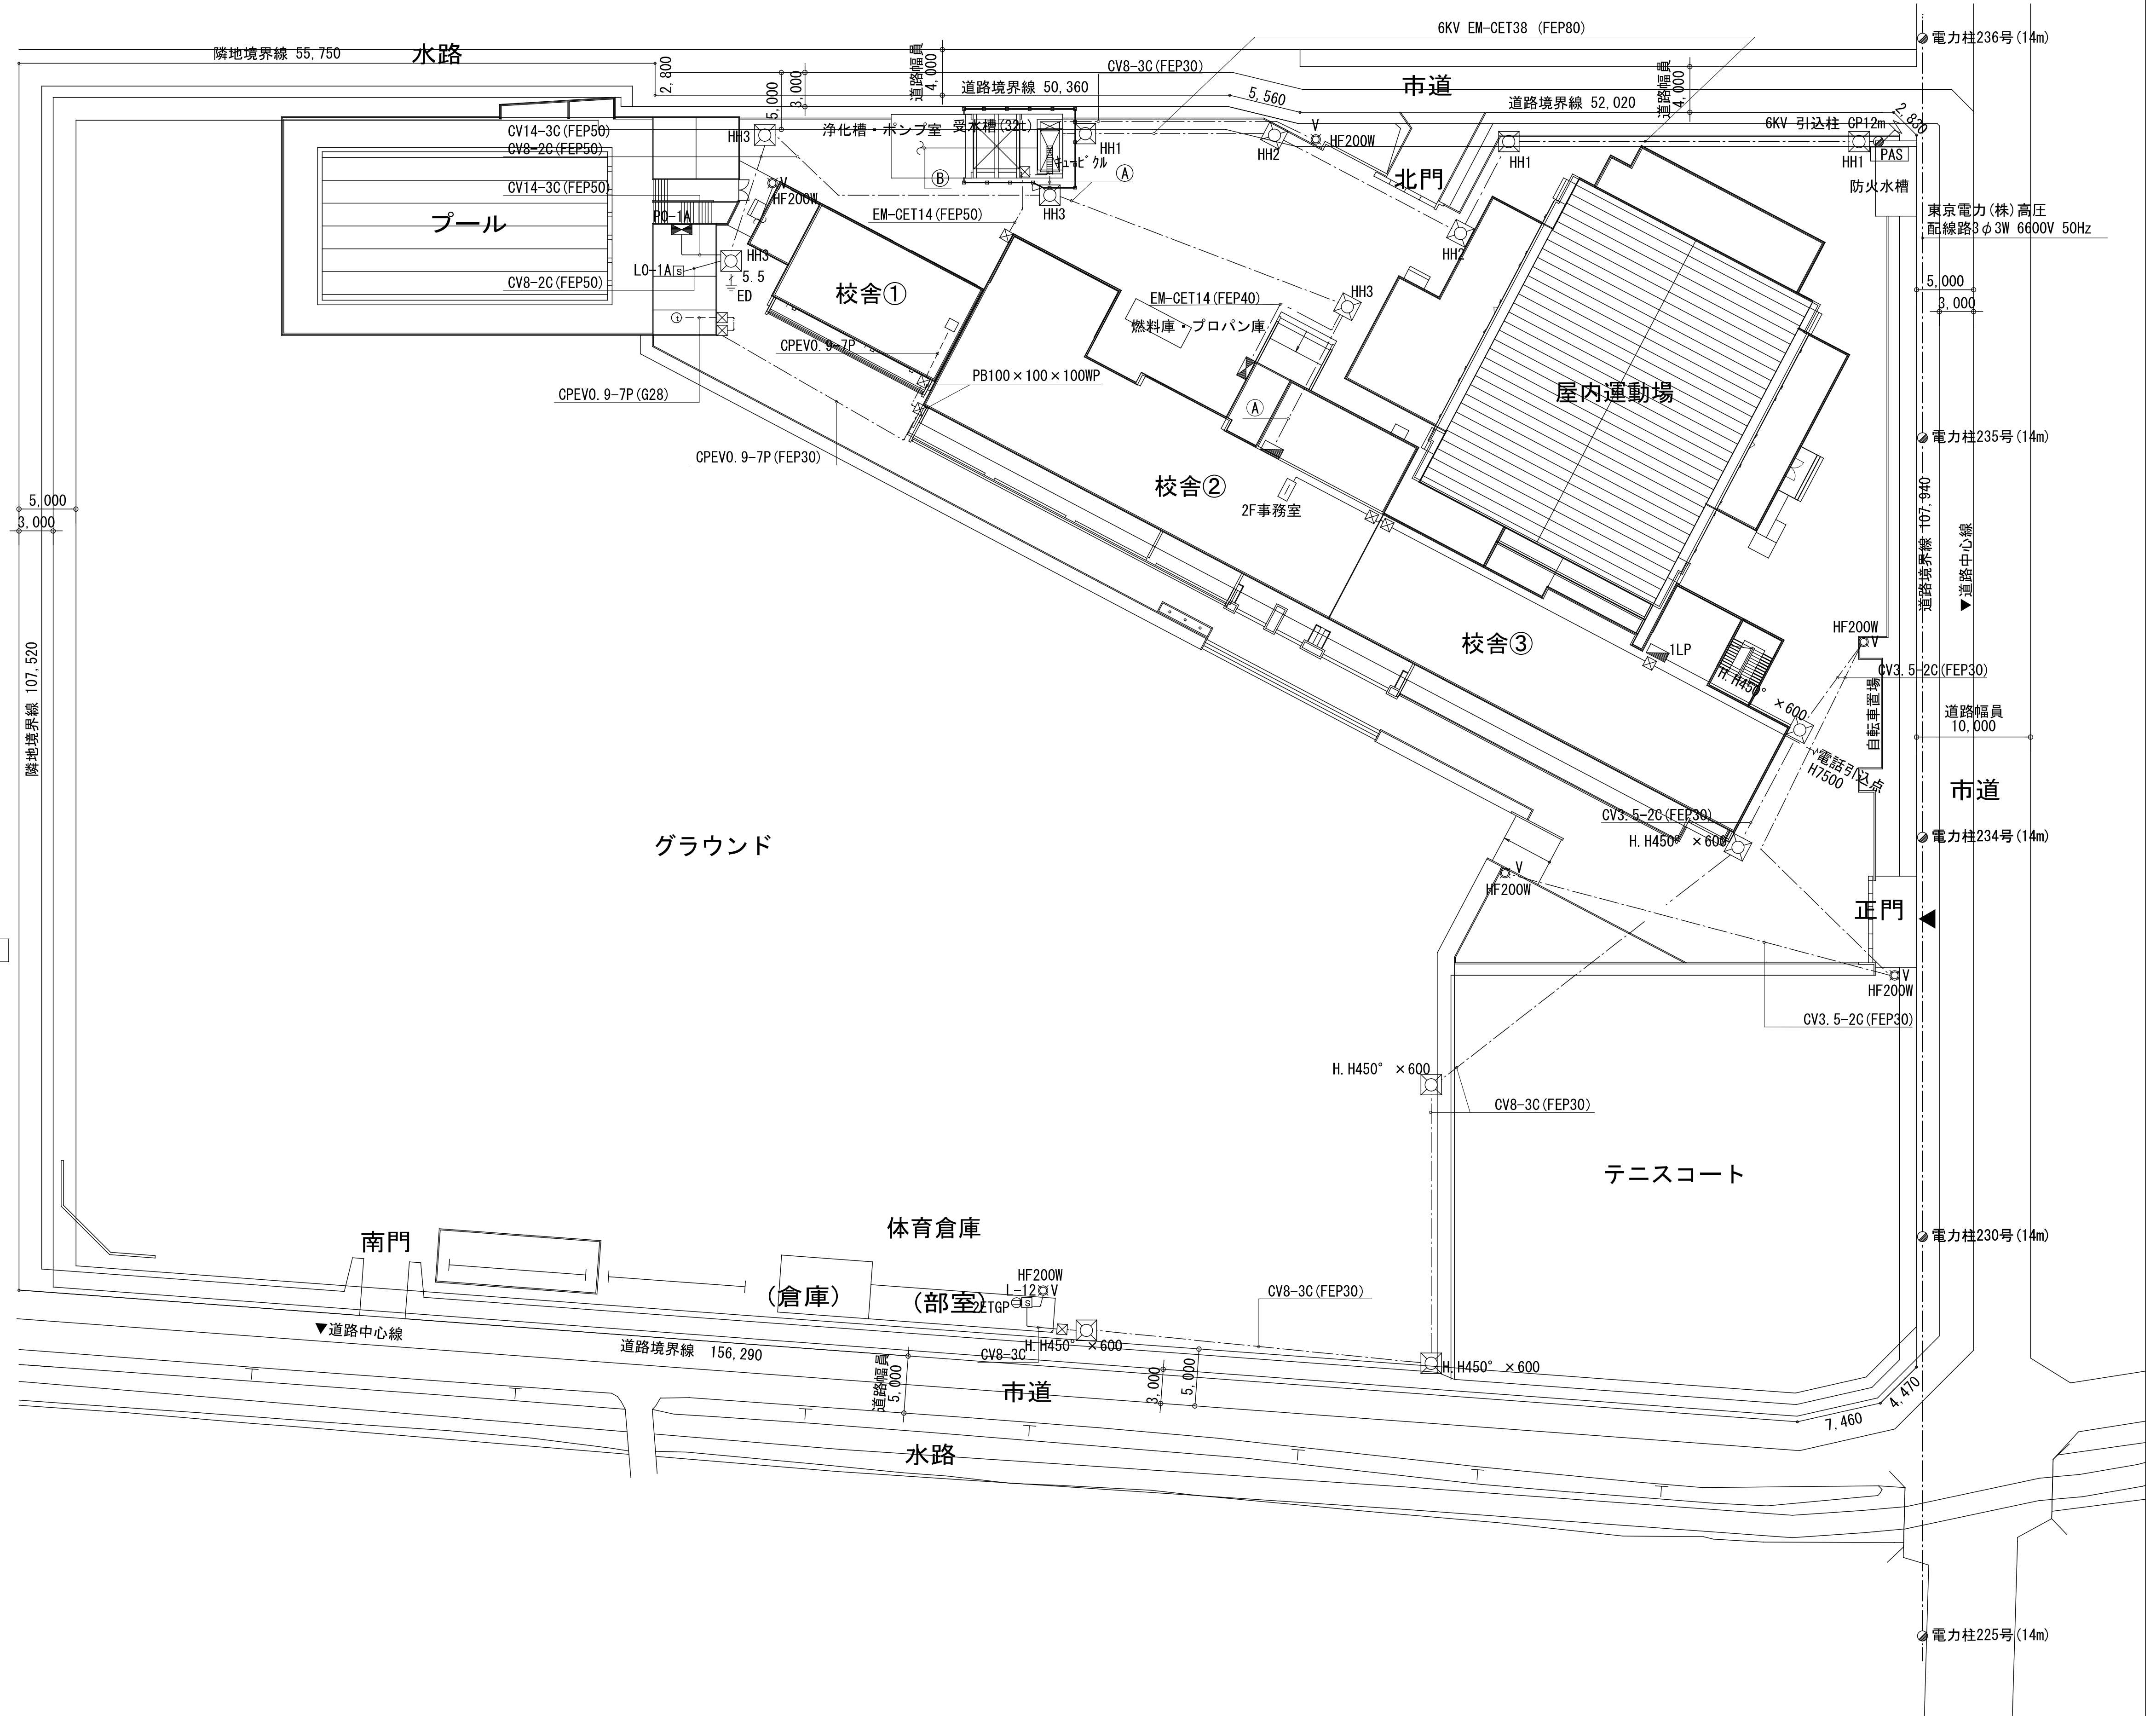 隣地境界線 55,750
水路
2,800
5,000
3,000
道路幅員
4,000
道路境界線 50,360
CV8-3C(FEP30)
5,560
6KV EM-CET38 (FEP80)
市道
道路幅員
4,000
道路境界線 52,020
2,830
6KV 引込柱 CP12m
電力柱236号(14m)
CV14-3C(FEP50)
CV8-2C(FEP50)
HH3
浄化槽・ポンプ室
受水槽(32t)
キュービクル
HH1
HH2
V
HF200W
HH1
HH1
PAS
防火水槽
CV14-3C(FEP50)
V
HF200W
Ⓑ
Ⓐ
HH3
北門
プール
PO-1A
EM-CET14(FEP50)
東京電力(株)高圧
配線路3φ3W 6600V 50Hz
HH2
HH3
LO-1A
S
5.5
ED
CV8-2C(FEP50)
校舎①
EM-CET14(FEP40)
HH3
燃料庫・プロパン庫
5,000
3,000
t
CPEV0.9-7P
PB100×100×100WP
CPEV0.9-7P(G28)
屋内運動場
Ⓐ
電力柱235号(14m)
CPEV0.9-7P(FEP30)
校舎②
2F事務室
5,000
3,000
道路境界線 107,940
▼道路中心線
隣地境界線 107,520
校舎③
1LP
HF200W
V
CV3.5-2C(FEP30)
H.H450° ×600
自転車置場
道路幅員
10,000
電話引込点
H7500
市道
CV3.5-2C(FEP30)
H.H450° ×600
電力柱234号(14m)
グラウンド
V
HF200W
正門
V
HF200W
CV3.5-2C(FEP30)
H.H450° ×600
CV8-3C(FEP30)
テニスコート
体育倉庫
南門
電力柱230号(14m)
HF200W
L-12
V
(倉庫)
(部室)
2ETGP
S
CV8-3C(FEP30)
▼道路中心線
道路境界線 156,290
CV8-3C
H.H450° ×600
H.H450° ×600
道路幅員
5,000
市道
3,000
5,000
4,470
7,460
水路
電力柱225号(14m)